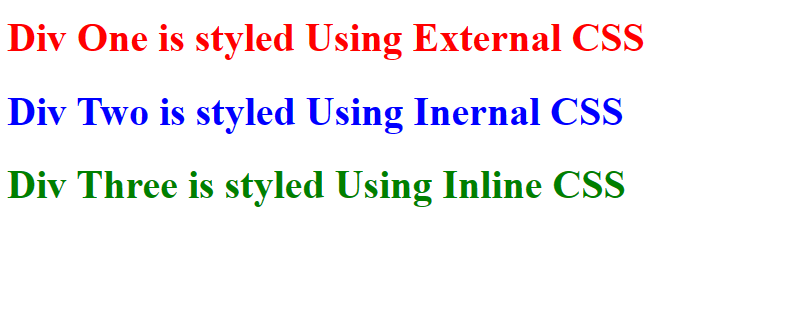 Div One is styled Using External CSS
Div Two is styled Using Inernal CSS
Div Three is styled Using Inline CSS